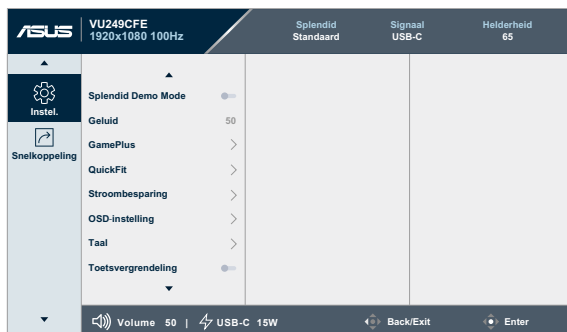 ASUS
VU249CFE
1920x1080 100Hz
Splendid
Standaard
Signaal
USB-C
Helderheid
65
Instel.
Snelkoppeling
Splendid Demo Mode
Geluid 50
GamePlus
QuickFit
Stroombesparing
OSD-instelling
Taal
Toetsvergrendeling
Volume 50 | USB-C 15W Back/Exit Enter